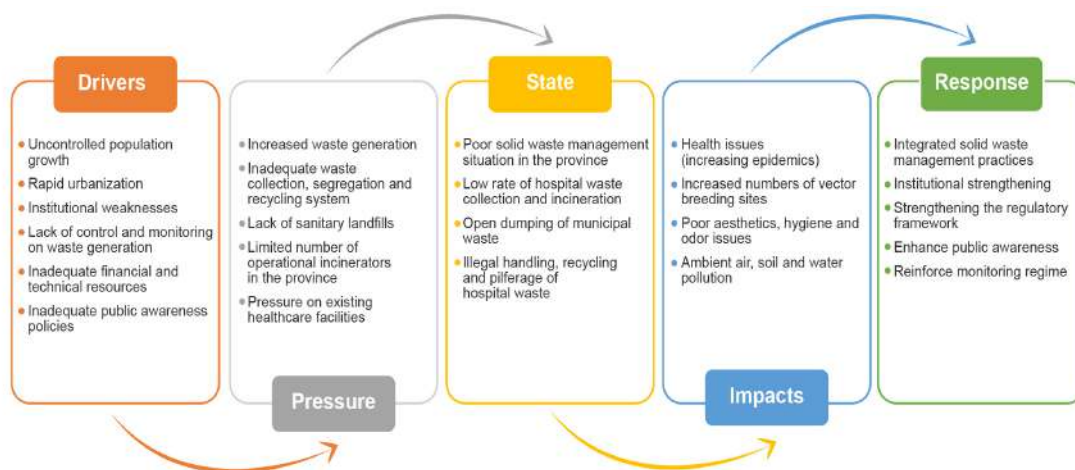 Drivers
Uncontrolled population
growth
Rapid urbanization
Institutional weaknesses
Lack of control and monitoring
on waste generation
Inadequate financial and
technical resources
Inadequate public awareness
policies
Increased waste generation
Inadequate waste
collection, segregation and
recycling system
Lack of sanitary landfills
Limited number of
operational incinerators
in the province
Pressure on existing
healthcare facilities
Pressure
State
Poor solid waste management
situation in the province
Low rate of hospital waste
collection and incineration
Open dumping of municipal
waste
Illegal handling, recycling
and pilferage of
hospital waste
Health issues
(increasing epidemics)
Increased numbers of vector
breeding sites
Poor aesthetics, hygiene and
odor issues
Ambient air, soil and water
pollution
Impacts
Response
Integrated solid waste
management practices
Institutional strengthening
Strengthening the regulatory
framework
Enhance public awareness
Reinforce monitoring regime